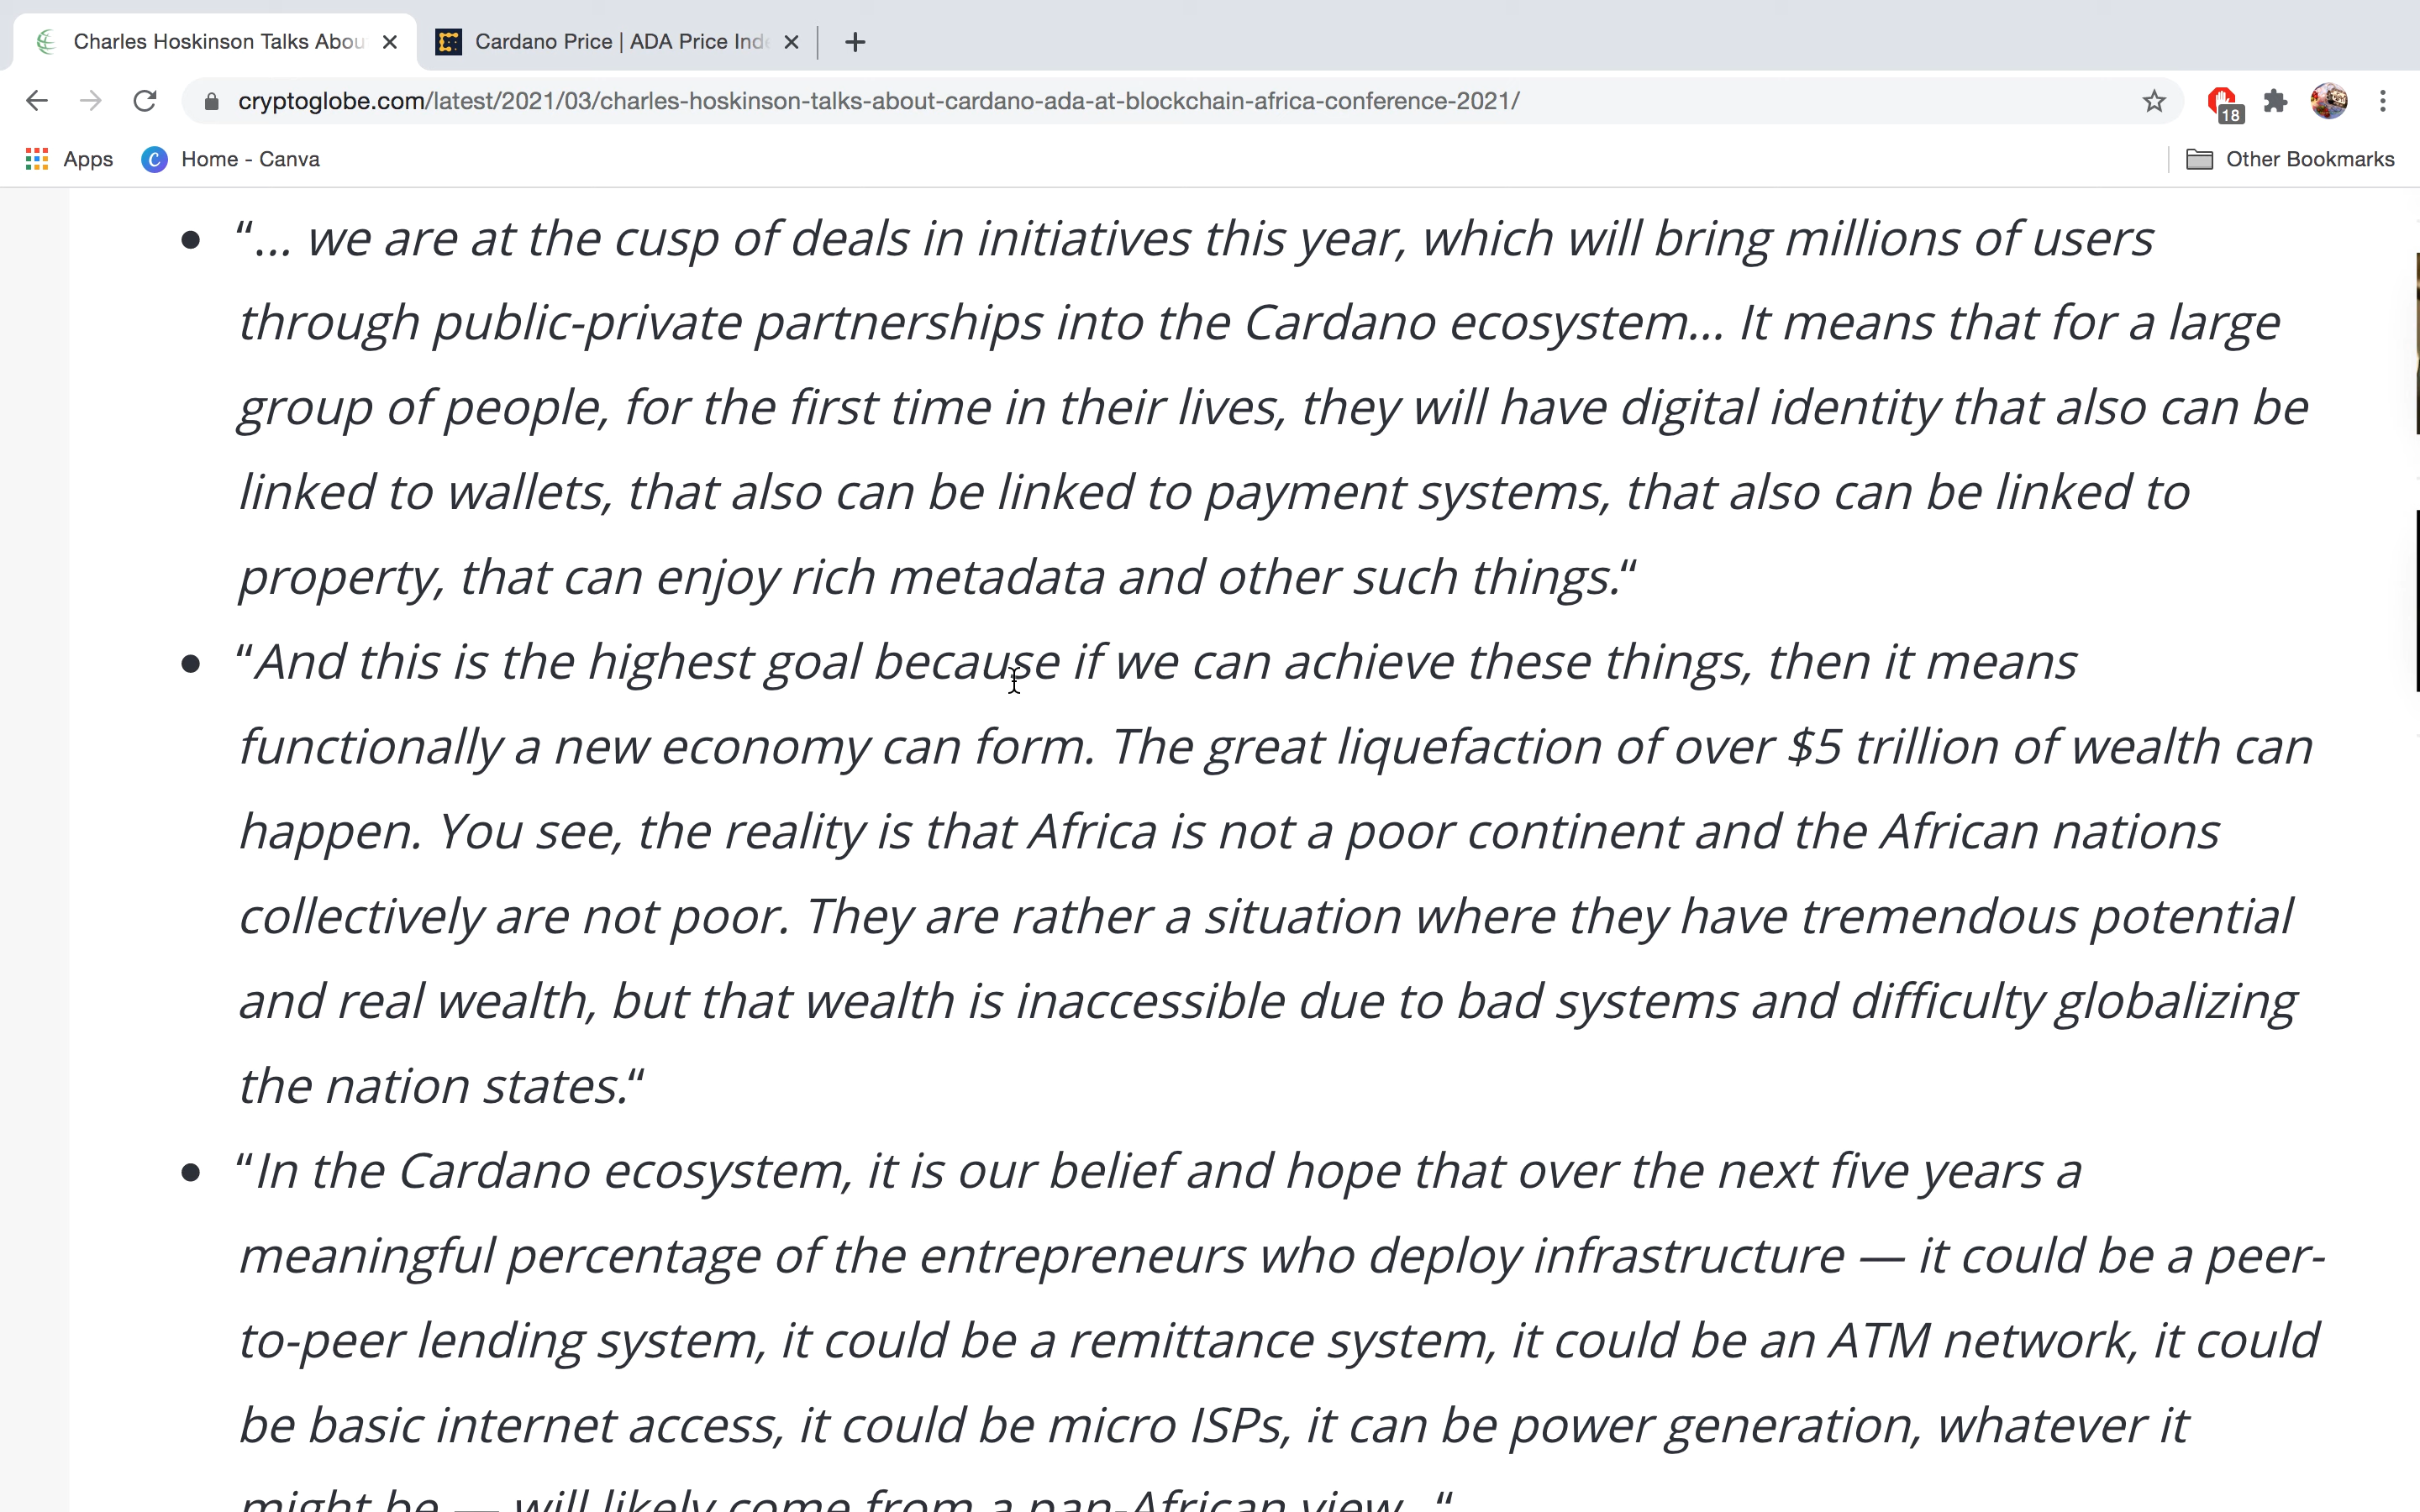 Charles Hoskinson Talks Abou
Cardano Price | ADA Price Inde
cryptoglobe.com/latest/2021/03/charles-hoskinson-talks-about-cardano-ada-at-blockchain-africa-conference-2021/
18
Apps
C
Home - Canva
Other Bookmarks
• “... we are at the cusp of deals in initiatives this year, which will bring millions of users
through public-private partnerships into the Cardano ecosystem... It means that for a large
group of people, for the first time in their lives, they will have digital identity that also can be
linked to wallets, that also can be linked to payment systems, that also can be linked to
property, that can enjoy rich metadata and other such things.“
• “And this is the highest goal because if we can achieve these things, then it means
functionally a new economy can form. The great liquefaction of over $5 trillion of wealth can
happen. You see, the reality is that Africa is not a poor continent and the African nations
collectively are not poor. They are rather a situation where they have tremendous potential
and real wealth, but that wealth is inaccessible due to bad systems and difficulty globalizing
the nation states.“
• “In the Cardano ecosystem, it is our belief and hope that over the next five years a
meaningful percentage of the entrepreneurs who deploy infrastructure — it could be a peer-
to-peer lending system, it could be a remittance system, it could be an ATM network, it could
be basic internet access, it could be micro ISPs, it can be power generation, whatever it
might be — will likely come from a pan-African view...“